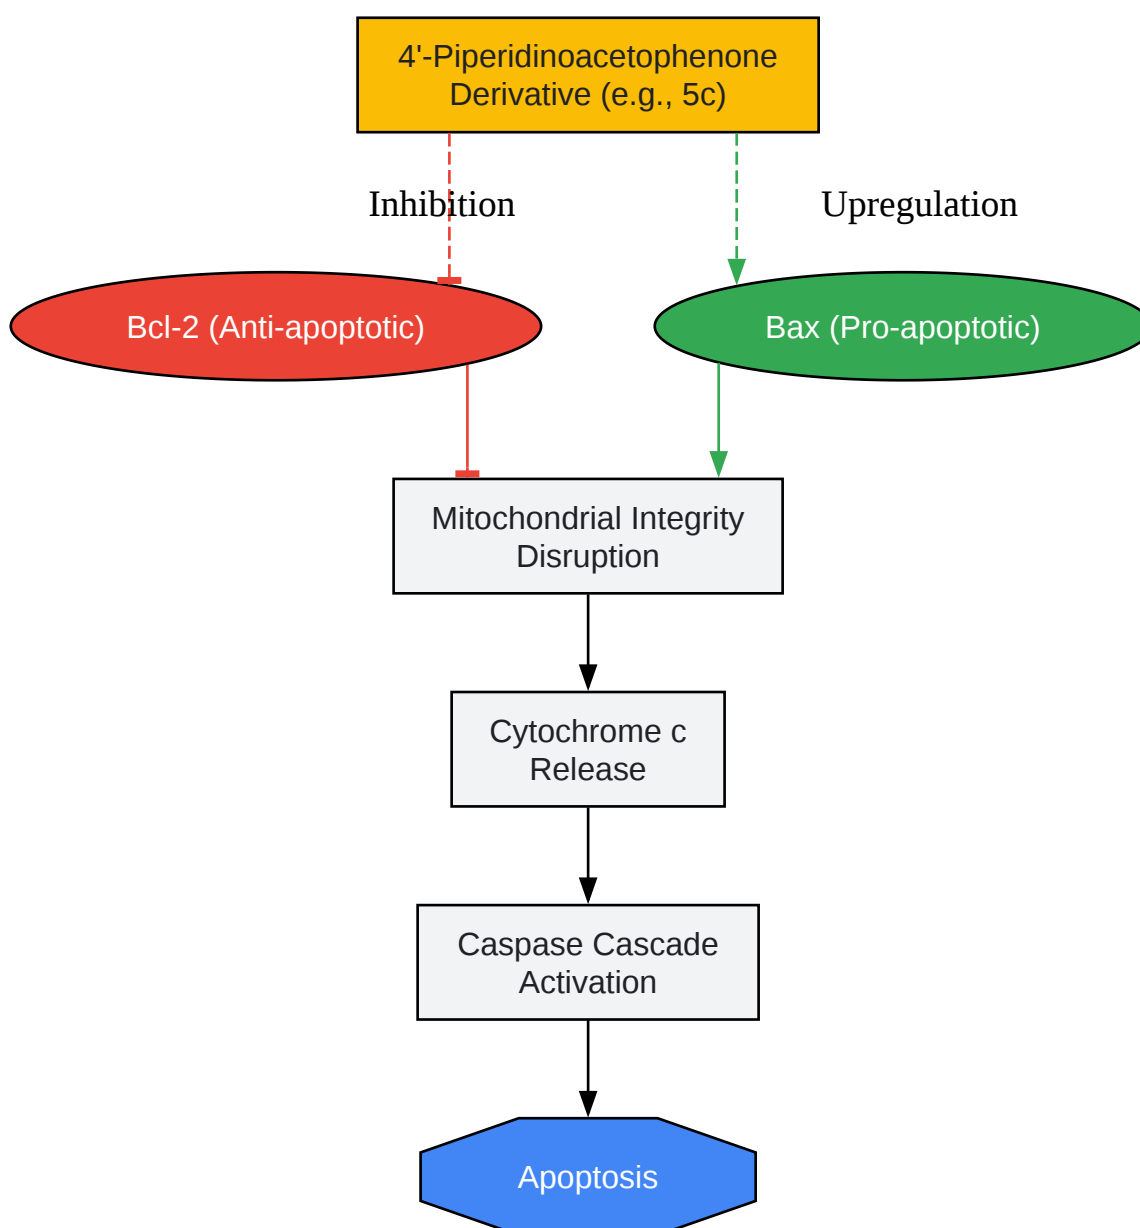 4'-Piperidinoacetophenone
Derivative (e.g., 5c)
Inhibition
Upregulation
Bcl-2 (Anti-apoptotic)
Bax (Pro-apoptotic)
Mitochondrial Integrity
Disruption
Cytochrome c
Release
Caspase Cascade
Activation
Apoptosis